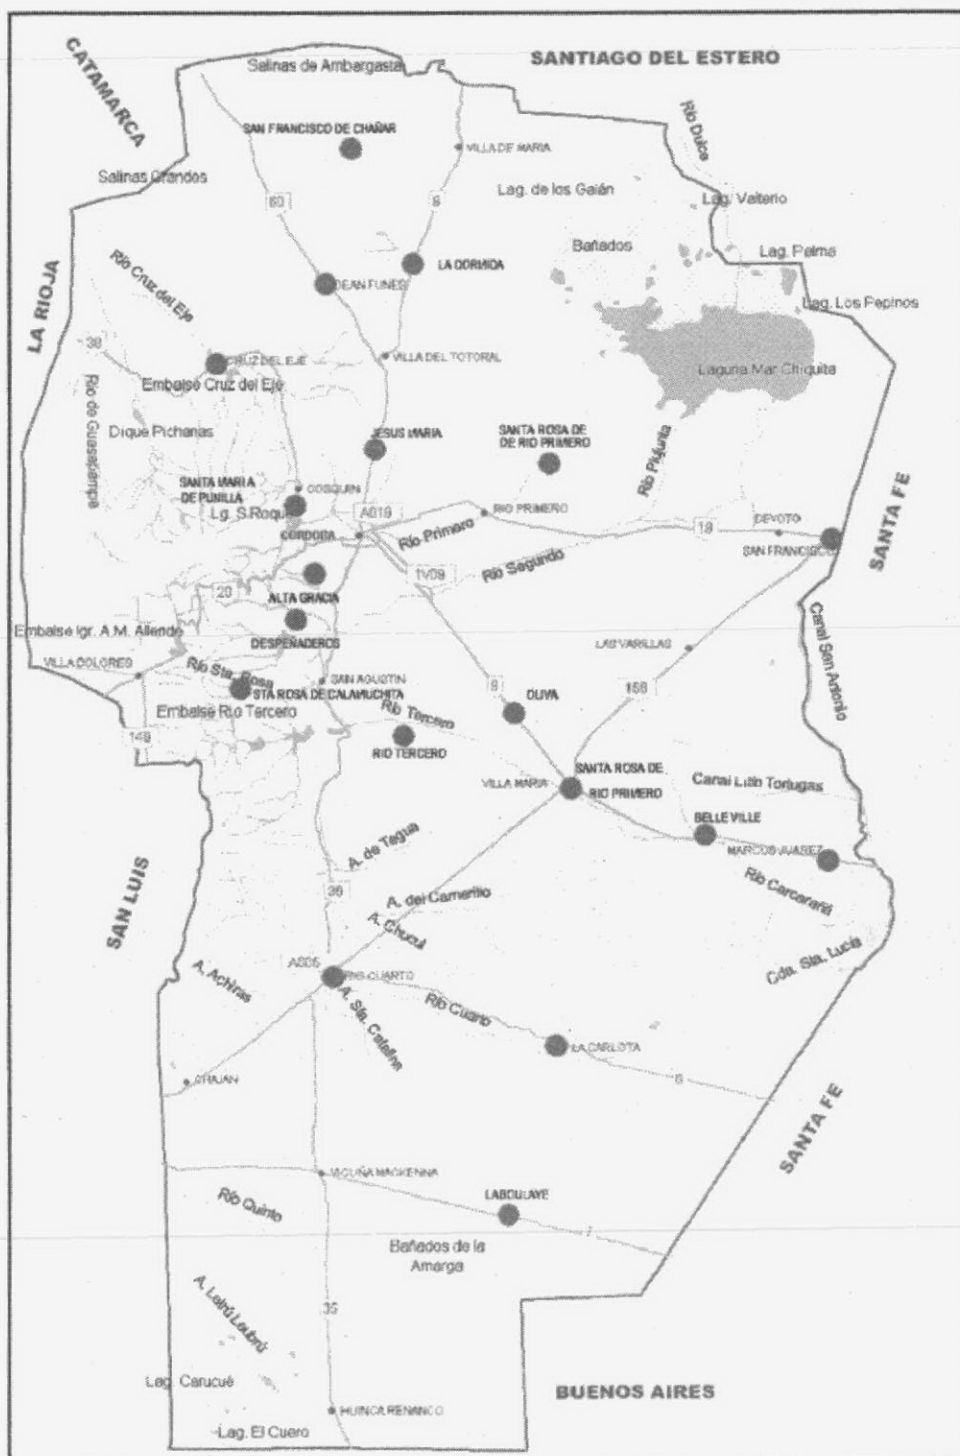 CATAMARCA
SANTIAGO DEL ESTERO
Salinas de Ambargasta
SAN FRANCISCO DE CHAÑAR
VILLA DE MARIA
Río Dulce
Salinas Grandes
Lag. de los Gaián
Lag. Valterio
60
9
Bañados
Lag. Palma
LA RIOJA
Río Cruz del Eje
LA DORMIDA
DEAN FUNES
Lag. Los Pepinos
38
CRUZ DEL EJE
VILLA DEL TOTORAL
Embalse Cruz del Eje
Laguna Mar Chiquita
Río de Guasapampa
Dique Pichanas
JESUS MARIA
SANTA ROSA DE
DE RIO PRIMERO
Río Pijiunta
SANTA MARIA
DE PUNILLA
COSQUIN
Lg. S.Roque
A019
RIO PRIMERO
CORDOBA
Río Primero
19
DEVOTO
SAN FRANCISCO
SANTA FE
1V09
Río Segundo
20
ALTA GRACIA
Embalse Igr. A.M. Allende
DESPEÑADEROS
Canal San Antonio
LAS VARILLAS
VILLA DOLORES
Río Sta. Rosa
SAN AGUSTIN
STA ROSA DE CALAMUCHITA
9
158
Embalse Rio Tercero
Río Tercero
OLIVA
148
RIO TERCERO
VILLA MARIA
SANTA ROSA DE
RIO PRIMERO
Canal Litin Tortugas
BELLE VILLE
MARCOS JUAREZ
A. de Tegua
Río Carcarañá
SAN LUIS
36
A. del Carnerillo
A. Chucul
Cda. Sta. Lucía
A005
A. Achiras
RIO CUARTO
A. Sta. Catalina
Río Cuarto
LA CARLOTA
CHAJAN
8
SANTA FE
VICUÑA MACKENNA
Río Quinto
LABOULAYE
7
Bañados de la
Amarga
35
Lag. Carucué
BUENOS AIRES
HUINCA RENANCO
Lag. El Cuero